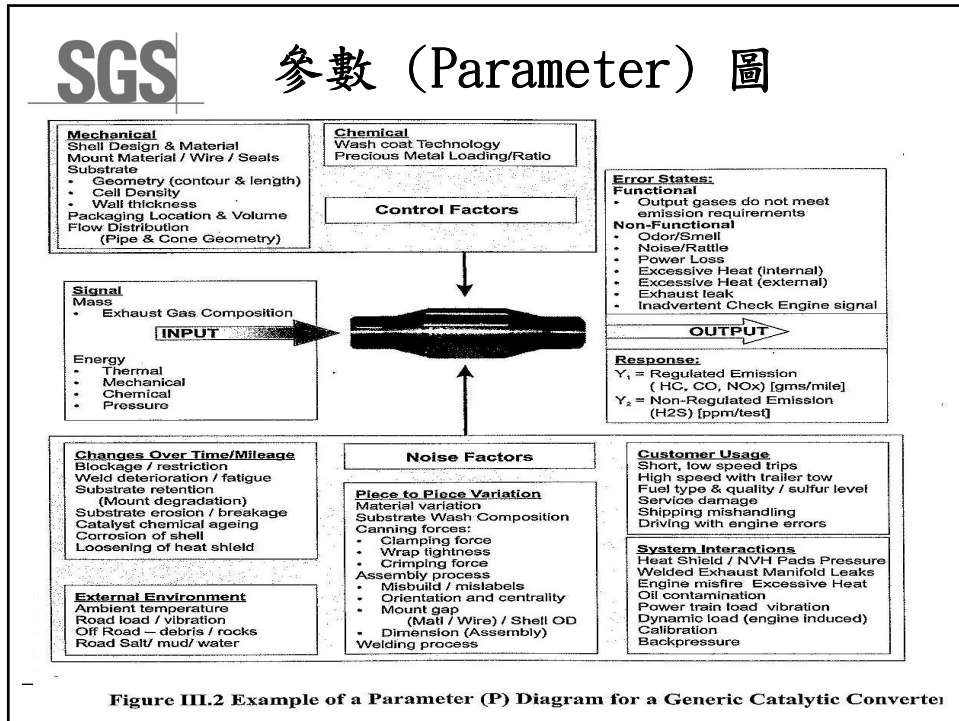 SGS
參數 (Parameter) 圖
Mechanical
Shell Design & Material
Mount Material / Wire / Seals
Substrate
• Geometry (contour & length)
• Cell Density
• Wall thickness
Packaging Location & Volume
Flow Distribution
(Pipe & Cone Geometry)
Chemical
Wash coat Technology
Precious Metal Loading/Ratio
Control Factors
Error States:
Functional
• Output gases do not meet
emission requirements
Non-Functional
• Odor/Smell
• Noise/Rattle
• Power Loss
• Excessive Heat (internal)
• Excessive Heat (external)
• Exhaust leak
• Inadvertent Check Engine signal
Signal
Mass
• Exhaust Gas Composition
INPUT
Energy
• Thermal
• Mechanical
• Chemical
• Pressure
OUTPUT
Response:
Y₁ = Regulated Emission
( HC, CO, NOx) [gms/mile]
Y₂ = Non-Regulated Emission
(H2S) [ppm/test]
Changes Over Time/Mileage
Blockage / restriction
Weld deterioration / fatigue
Substrate retention
(Mount degradation)
Substrate erosion / breakage
Catalyst chemical ageing
Corrosion of shell
Loosening of heat shield
External Environment
Ambient temperature
Road load / vibration
Off Road – debris / rocks
Road Salt/ mud/ water
Noise Factors
Piece to Piece Variation
Material variation
Substrate Wash Composition
Canning forces:
• Clamping force
• Wrap tightness
• Crimping force
Assembly process
• Misbuild / mislabels
• Orientation and centrality
• Mount gap
(Matl / Wire) / Shell OD
• Dimension (Assembly)
Welding process
Customer Usage
Short, low speed trips
High speed with trailer tow
Fuel type & quality / sulfur level
Service damage
Shipping mishandling
Driving with engine errors
System Interactions
Heat Shield / NVH Pads Pressure
Welded Exhaust Manifold Leaks
Engine misfire Excessive Heat
Oil contamination
Power train load vibration
Dynamic load (engine induced)
Calibration
Backpressure
Figure III.2 Example of a Parameter (P) Diagram for a Generic Catalytic Converter